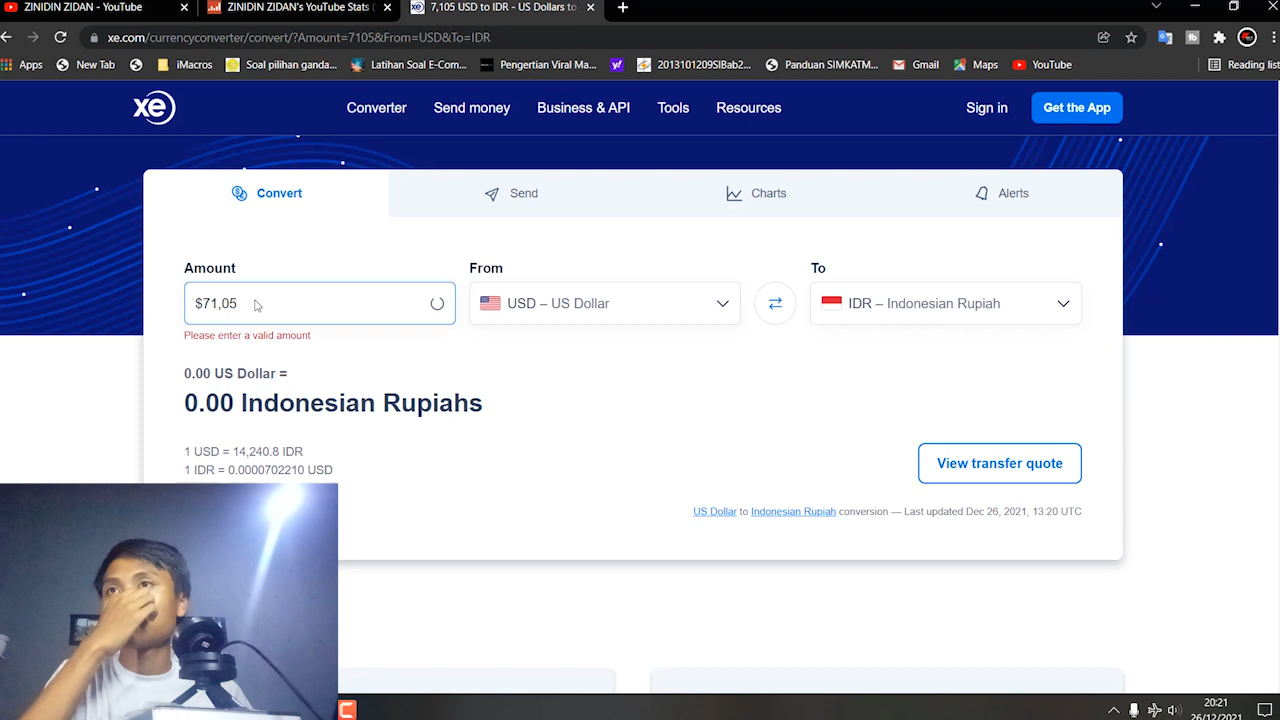 ZINIDIN ZIDAN - YouTube
ZINIDIN ZIDAN's YouTube Stats (
7,105 USD to IDR - US Dollars to
xe.com/currencyconverter/convert/?Amount=7105&From=USD&To=IDR
Apps
New Tab
iMacros
Soal pilihan ganda...
Latihan Soal E-Com...
Pengertian Viral Ma...
2013101209SIBab2...
Panduan SIMKATM...
Gmail
Maps
YouTube
Reading list
xe
Converter
Send money
Business & API
Tools
Resources
Sign in
Get the App
Convert
Send
Charts
Alerts
Amount
From
To
$71,05
USD – US Dollar
IDR – Indonesian Rupiah
Please enter a valid amount
0.00 US Dollar =
0.00 Indonesian Rupiahs
1 USD = 14,240.8 IDR
1 IDR = 0.0000702210 USD
View transfer quote
US Dollar to Indonesian Rupiah conversion — Last updated Dec 26, 2021, 13:20 UTC
20:21
26/12/2021